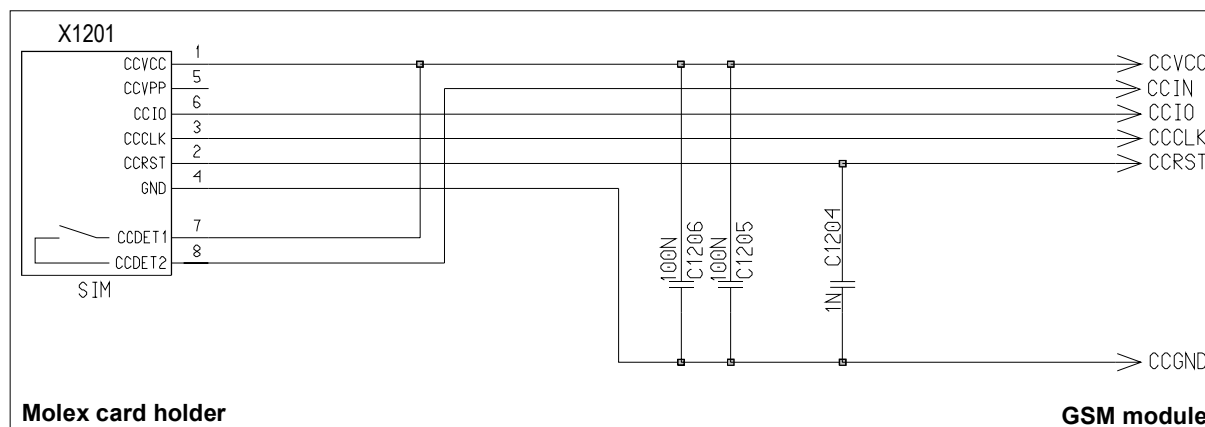 X1201
CCVCC 1
CCVPP 5
CCIO 6
CCCLK 3
CCRST 2
GND 4
CCDET1 7
CCDET2 8
SIM
100N
C1206
100N
C1205
1N
C1204
CCVCC
CCIN
CCIO
CCCLK
CCRST
CCGND
Molex card holder
GSM module